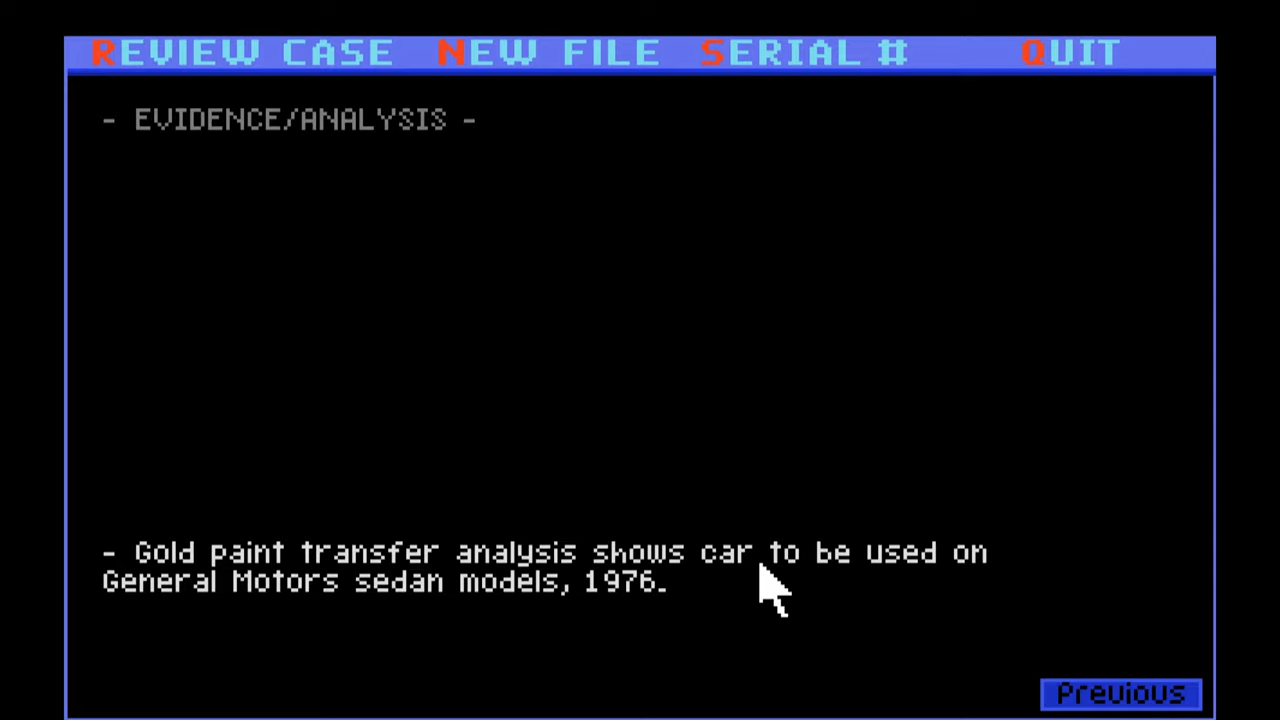 REVIEW CASE NEW FILE SERIAL # QUIT
- EVIDENCE/ANALYSIS -
- Gold paint transfer analysis shows car to be used on
General Motors sedan models, 1976.
Previous